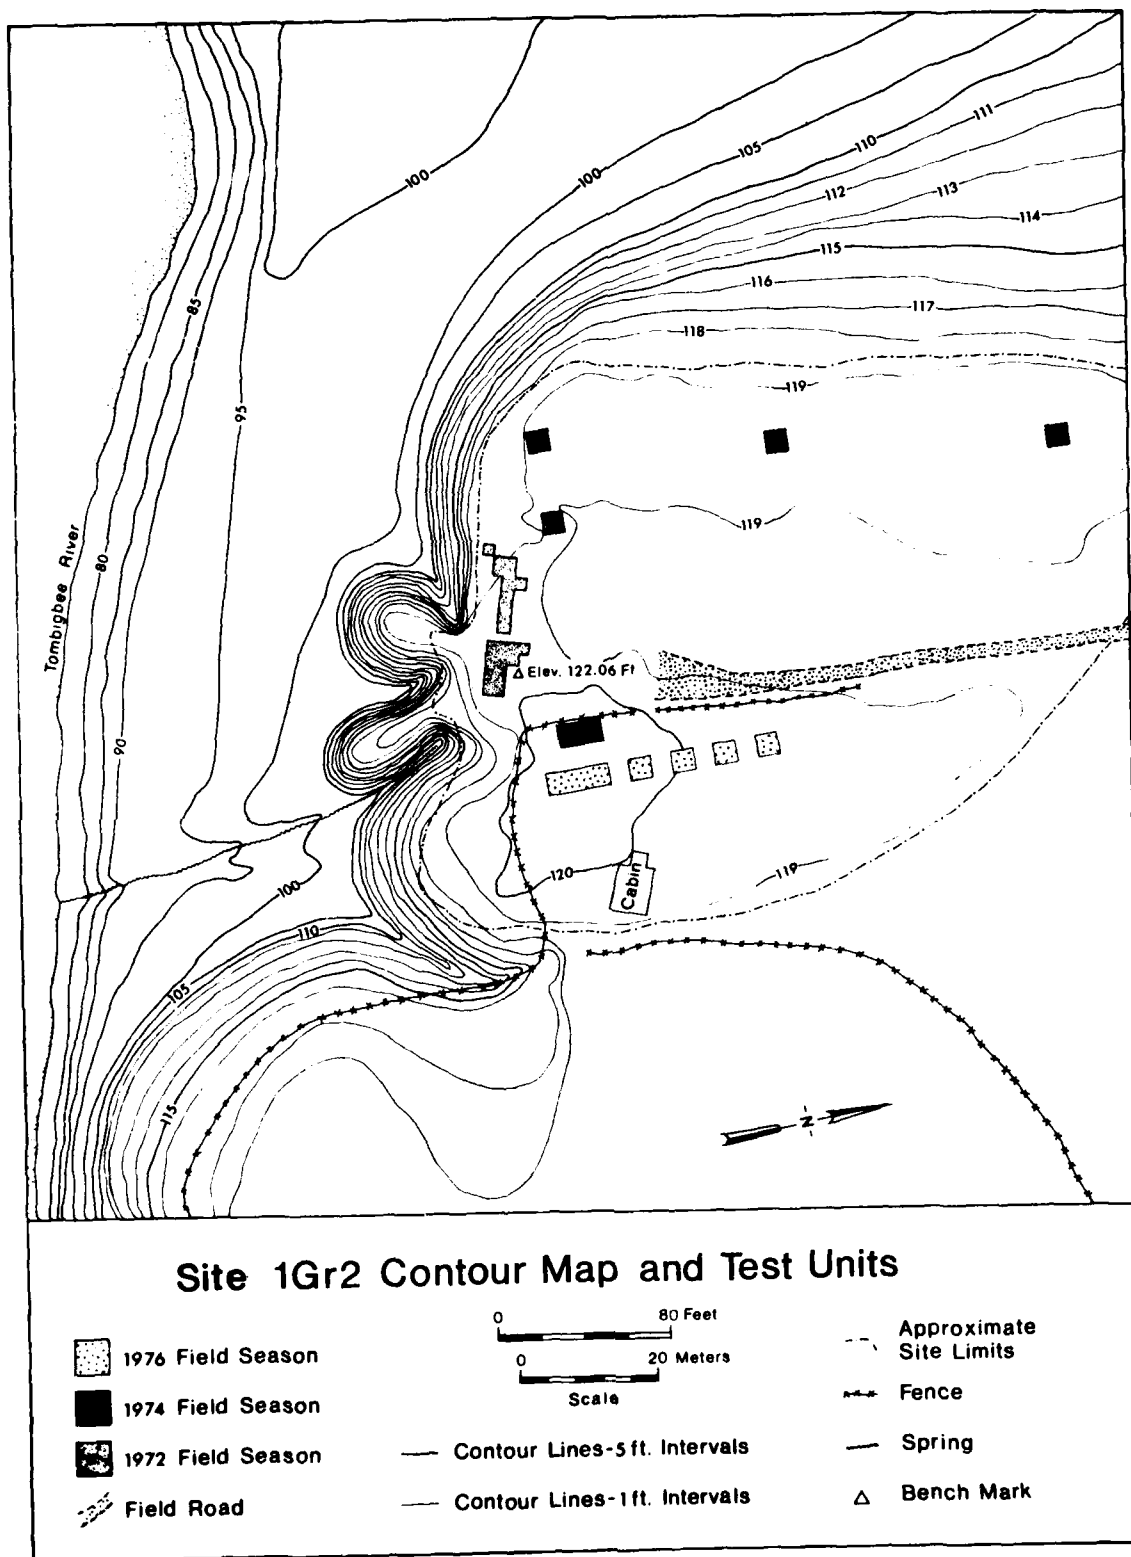 100
100
105
110
111
112
113
114
115
116
117
118
119
85
95
119
80
Tombigbee River
Elev. 122.06 Ft
90
120
Cabin
119
100
110
105
115
N
Site 1Gr2 Contour Map and Test Units
1976 Field Season
1974 Field Season
1972 Field Season
Field Road
0 80 Feet
0 20 Meters
Scale
Contour Lines-5 ft. Intervals
Contour Lines-1 ft. Intervals
Approximate
Site Limits
Fence
Spring
Bench Mark